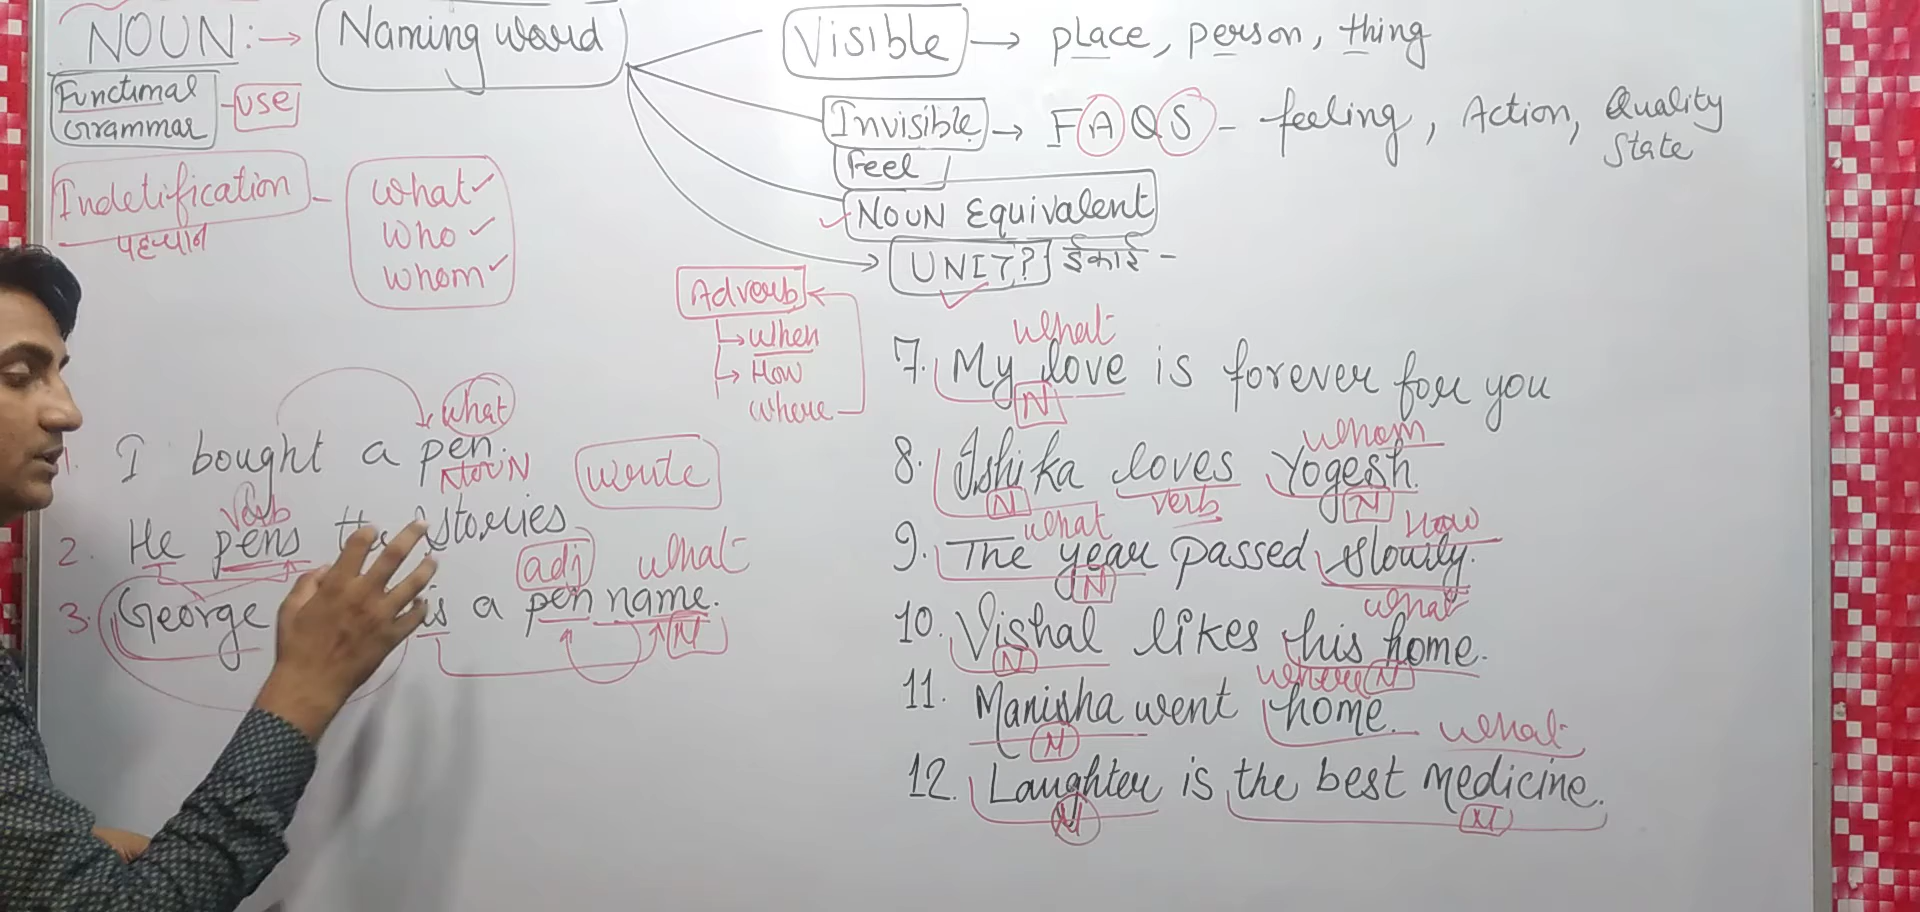 NOUN :→ Naming word
Visible → place, person, thing
Functional Grammar - USE
Invisible → FAQS - feeling, Action, Quality
State
Feel
Indetification -
पहचान
what ✓
who ✓
whom ✓
NOUN Equivalent
UNIT? ईकाई -
Adverb
↳ when
→ How
where
1. I bought a pen.
what
NOUN
write
2. He pens the stories
Verb
3. George is a pen name.
adj what
N
7. My love is forever for you
what
N
8. Ishika loves Yogesh.
whom
N verb N
9. The year passed slowly.
what How
N
10. Vishal likes his home.
what
N N
11. Manisha went home.
where
N
12. Laughter is the best medicine.
what
N N